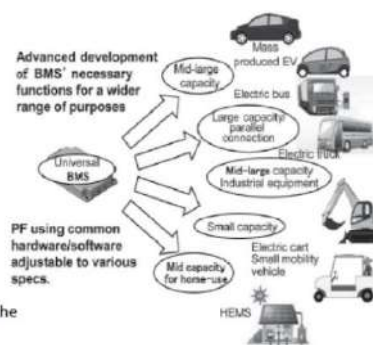 Advanced development
of BMS' necessary
functions for a wider
range of purposes
Mass
produced EV
Mid-large
capacity
Electric bus
Large capacity/
parallel
connection
Electric truck
Universal
BMS
Mid-large capacity
Industrial equipment
Small capacity
PF using common
hardware/software
adjustable to various
specs.
Electric cart
Small mobility
vehicle
Mid capacity
for home-use
HEMS
he